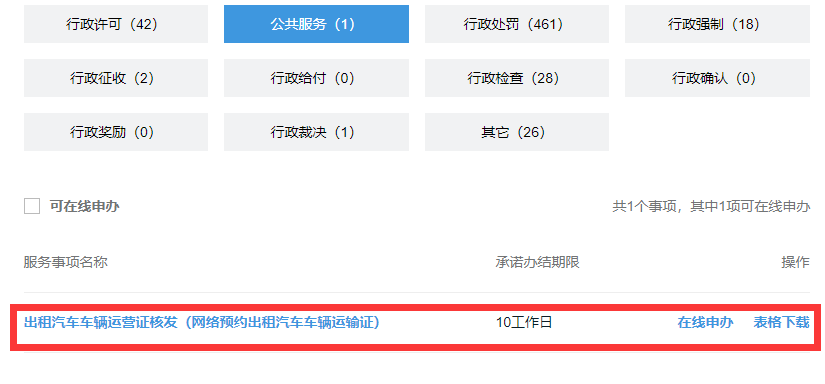 行政许可（42） 公共服务（1） 行政处罚（461） 行政强制（18）
行政征收（2） 行政给付（0） 行政检查（28） 行政确认（0）
行政奖励（0） 行政裁决（1） 其它（26）
可在线申办 共1个事项，其中1项可在线申办
服务事项名称 承诺办结期限 操作
出租汽车车辆运营证核发（网络预约出租汽车车辆运输证） 10工作日 在线申办 表格下载